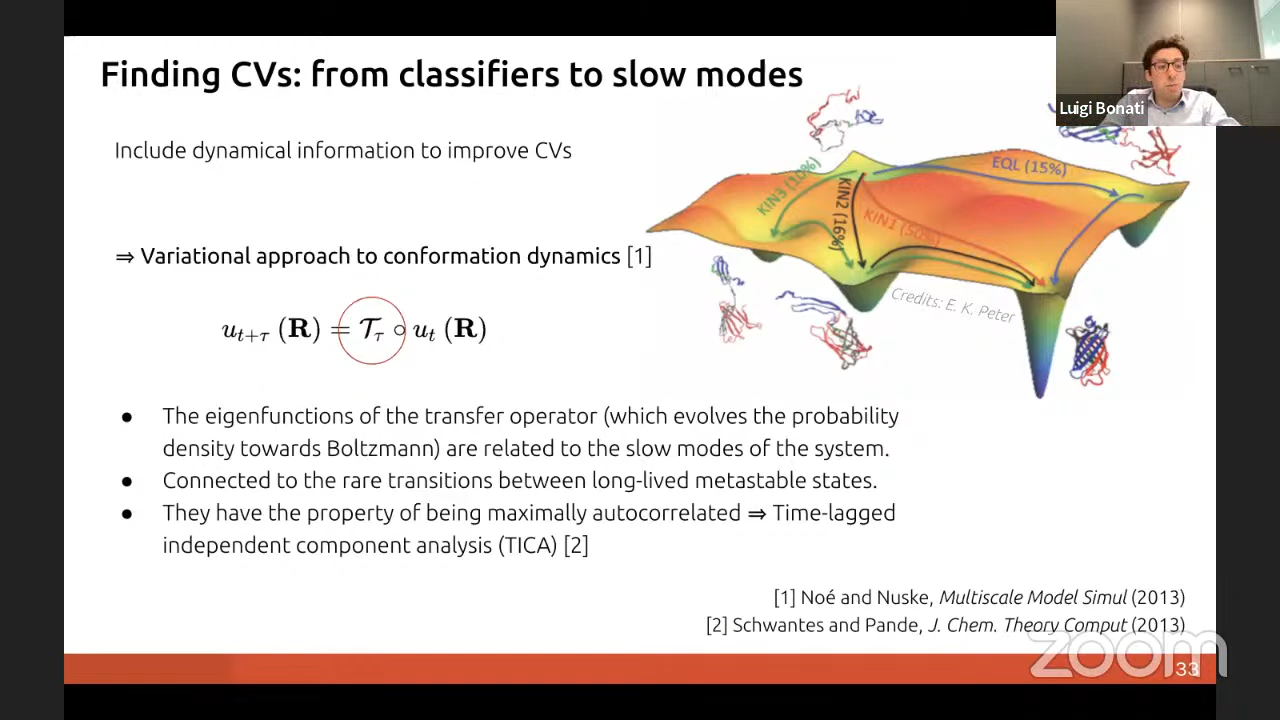 Finding CVs: from classifiers to slow modes
Luigi Bonati
Include dynamical information to improve CVs
EQL (15%)
KIN3 (10%)
KIN2 (16%)
KIN1 (50%)
⇒ Variational approach to conformation dynamics [1]
Credits: E. K. Peter
u_{t+τ} (R) = 𝒯_τ ∘ u_t (R)
● The eigenfunctions of the transfer operator (which evolves the probability
density towards Boltzmann) are related to the slow modes of the system.
● Connected to the rare transitions between long-lived metastable states.
● They have the property of being maximally autocorrelated ⇒ Time-lagged
independent component analysis (TICA) [2]
[1] Noé and Nuske, Multiscale Model Simul (2013)
[2] Schwantes and Pande, J. Chem. Theory Comput (2013)
zoom
33